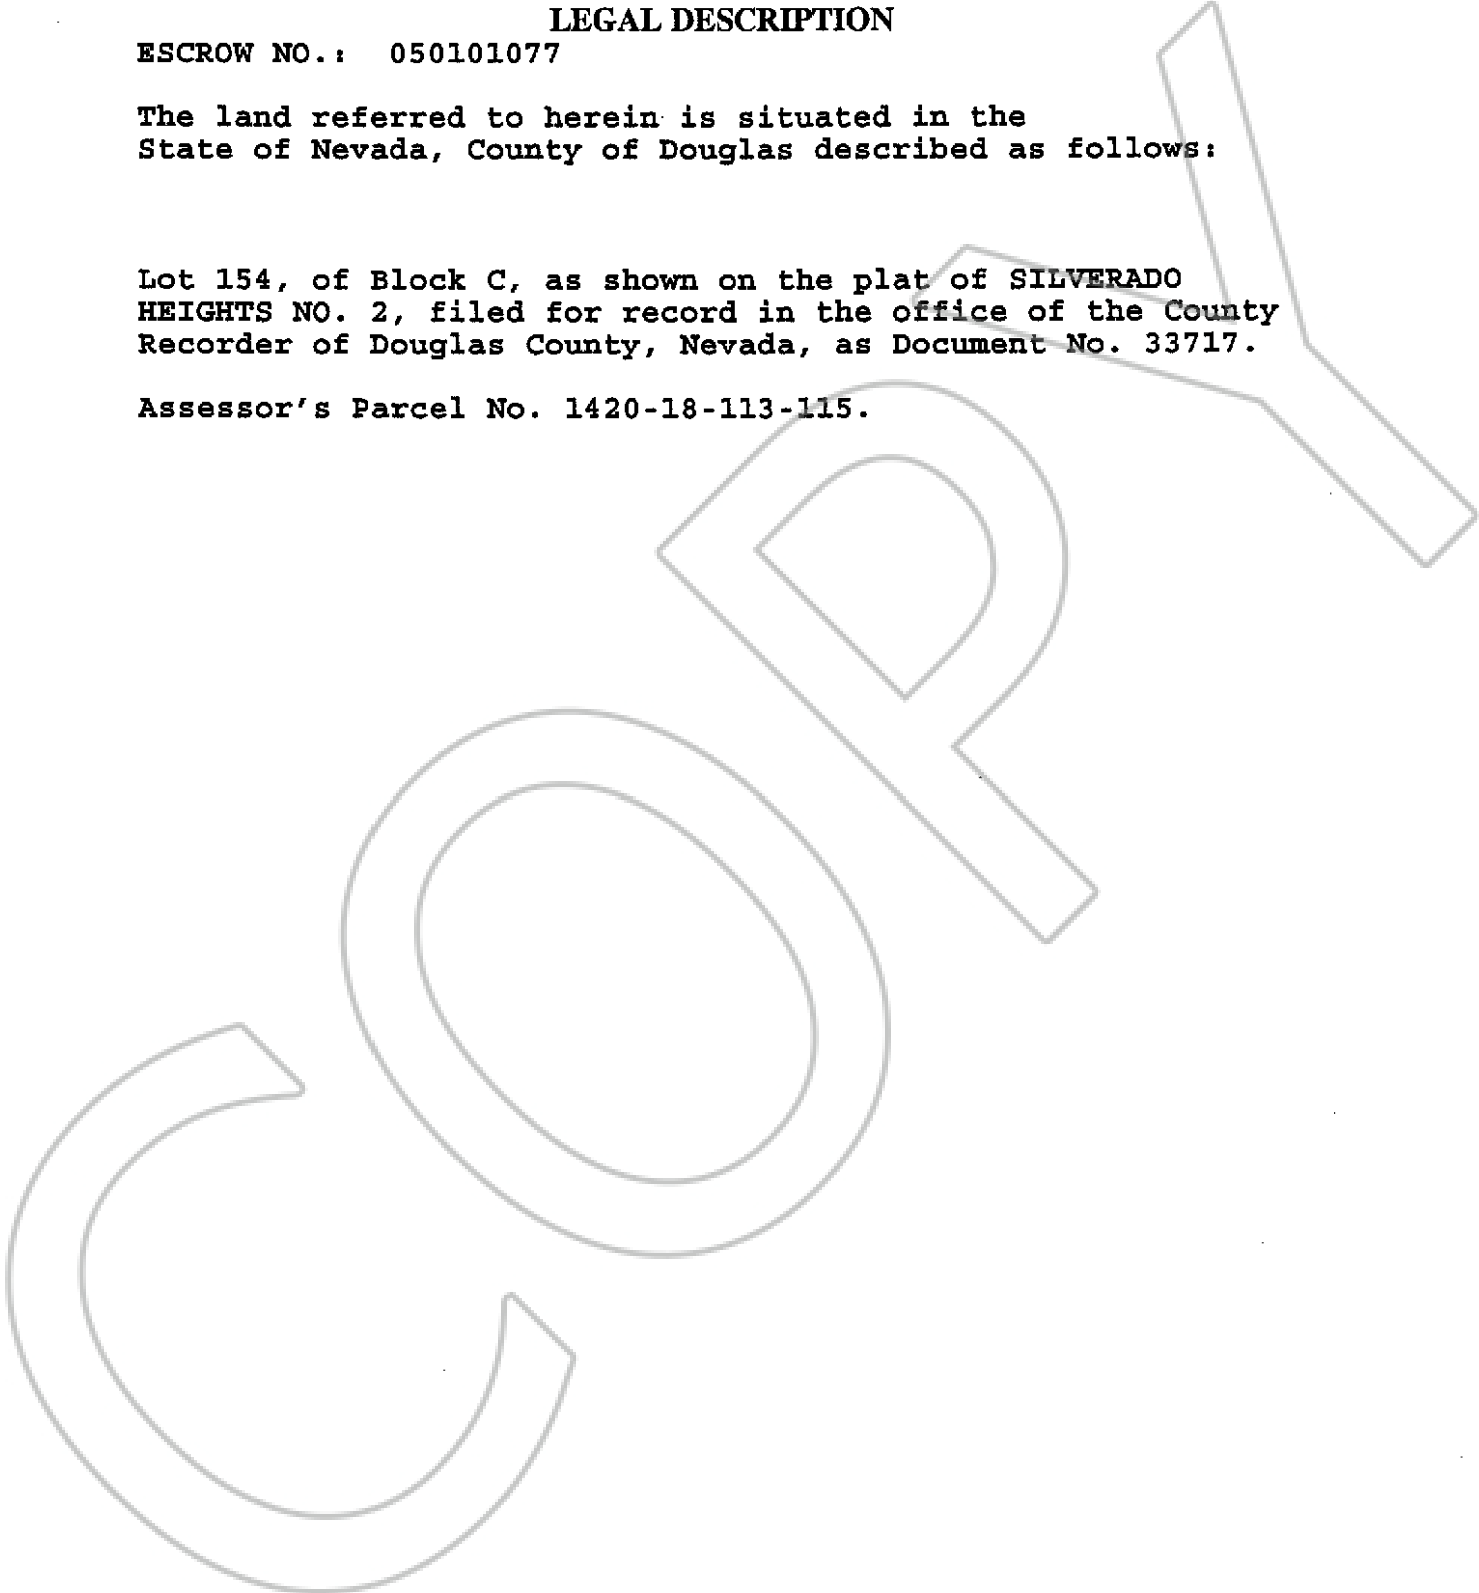 LEGAL DESCRIPTION
ESCROW NO.: 050101077
The land referred to herein is situated in the
State of Nevada, County of Douglas described as follows:
Lot 154, of Block C, as shown on the plat of SILVERADO
HEIGHTS NO. 2, filed for record in the office of the County
Recorder of Douglas County, Nevada, as Document No. 33717.
Assessor's Parcel No. 1420-18-113-115.
COPY